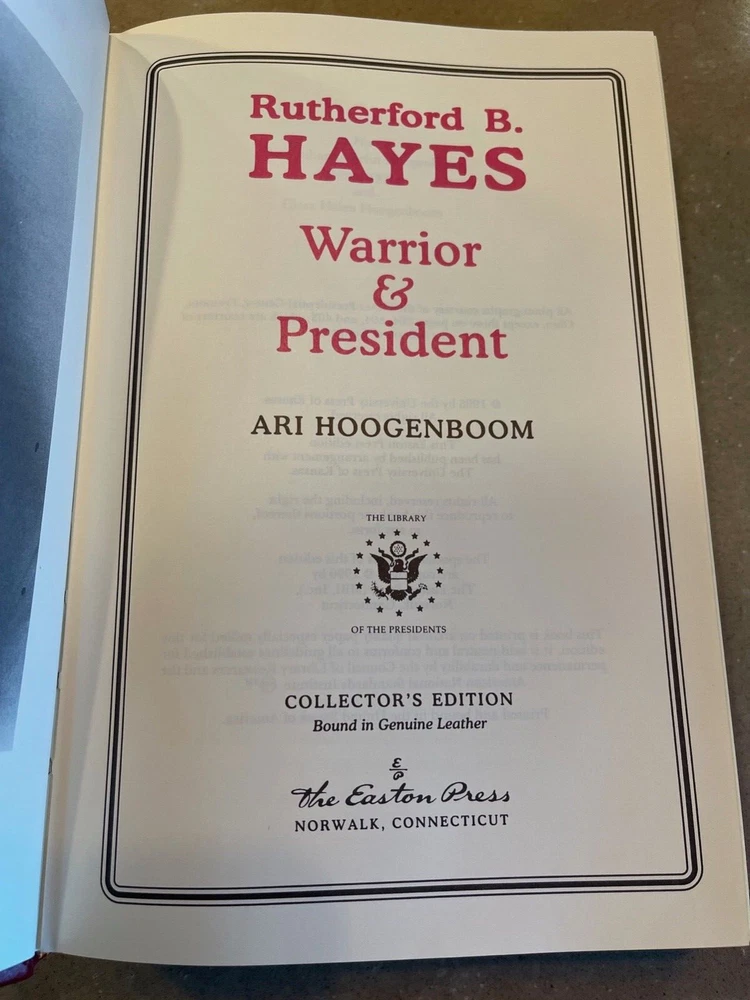 Rutherford B.
HAYES
Warrior
&
President
ARI HOOGENBOOM
THE LIBRARY
OF THE PRESIDENTS
COLLECTOR'S EDITION
Bound in Genuine Leather
E
P
The Easton Press
NORWALK, CONNECTICUT